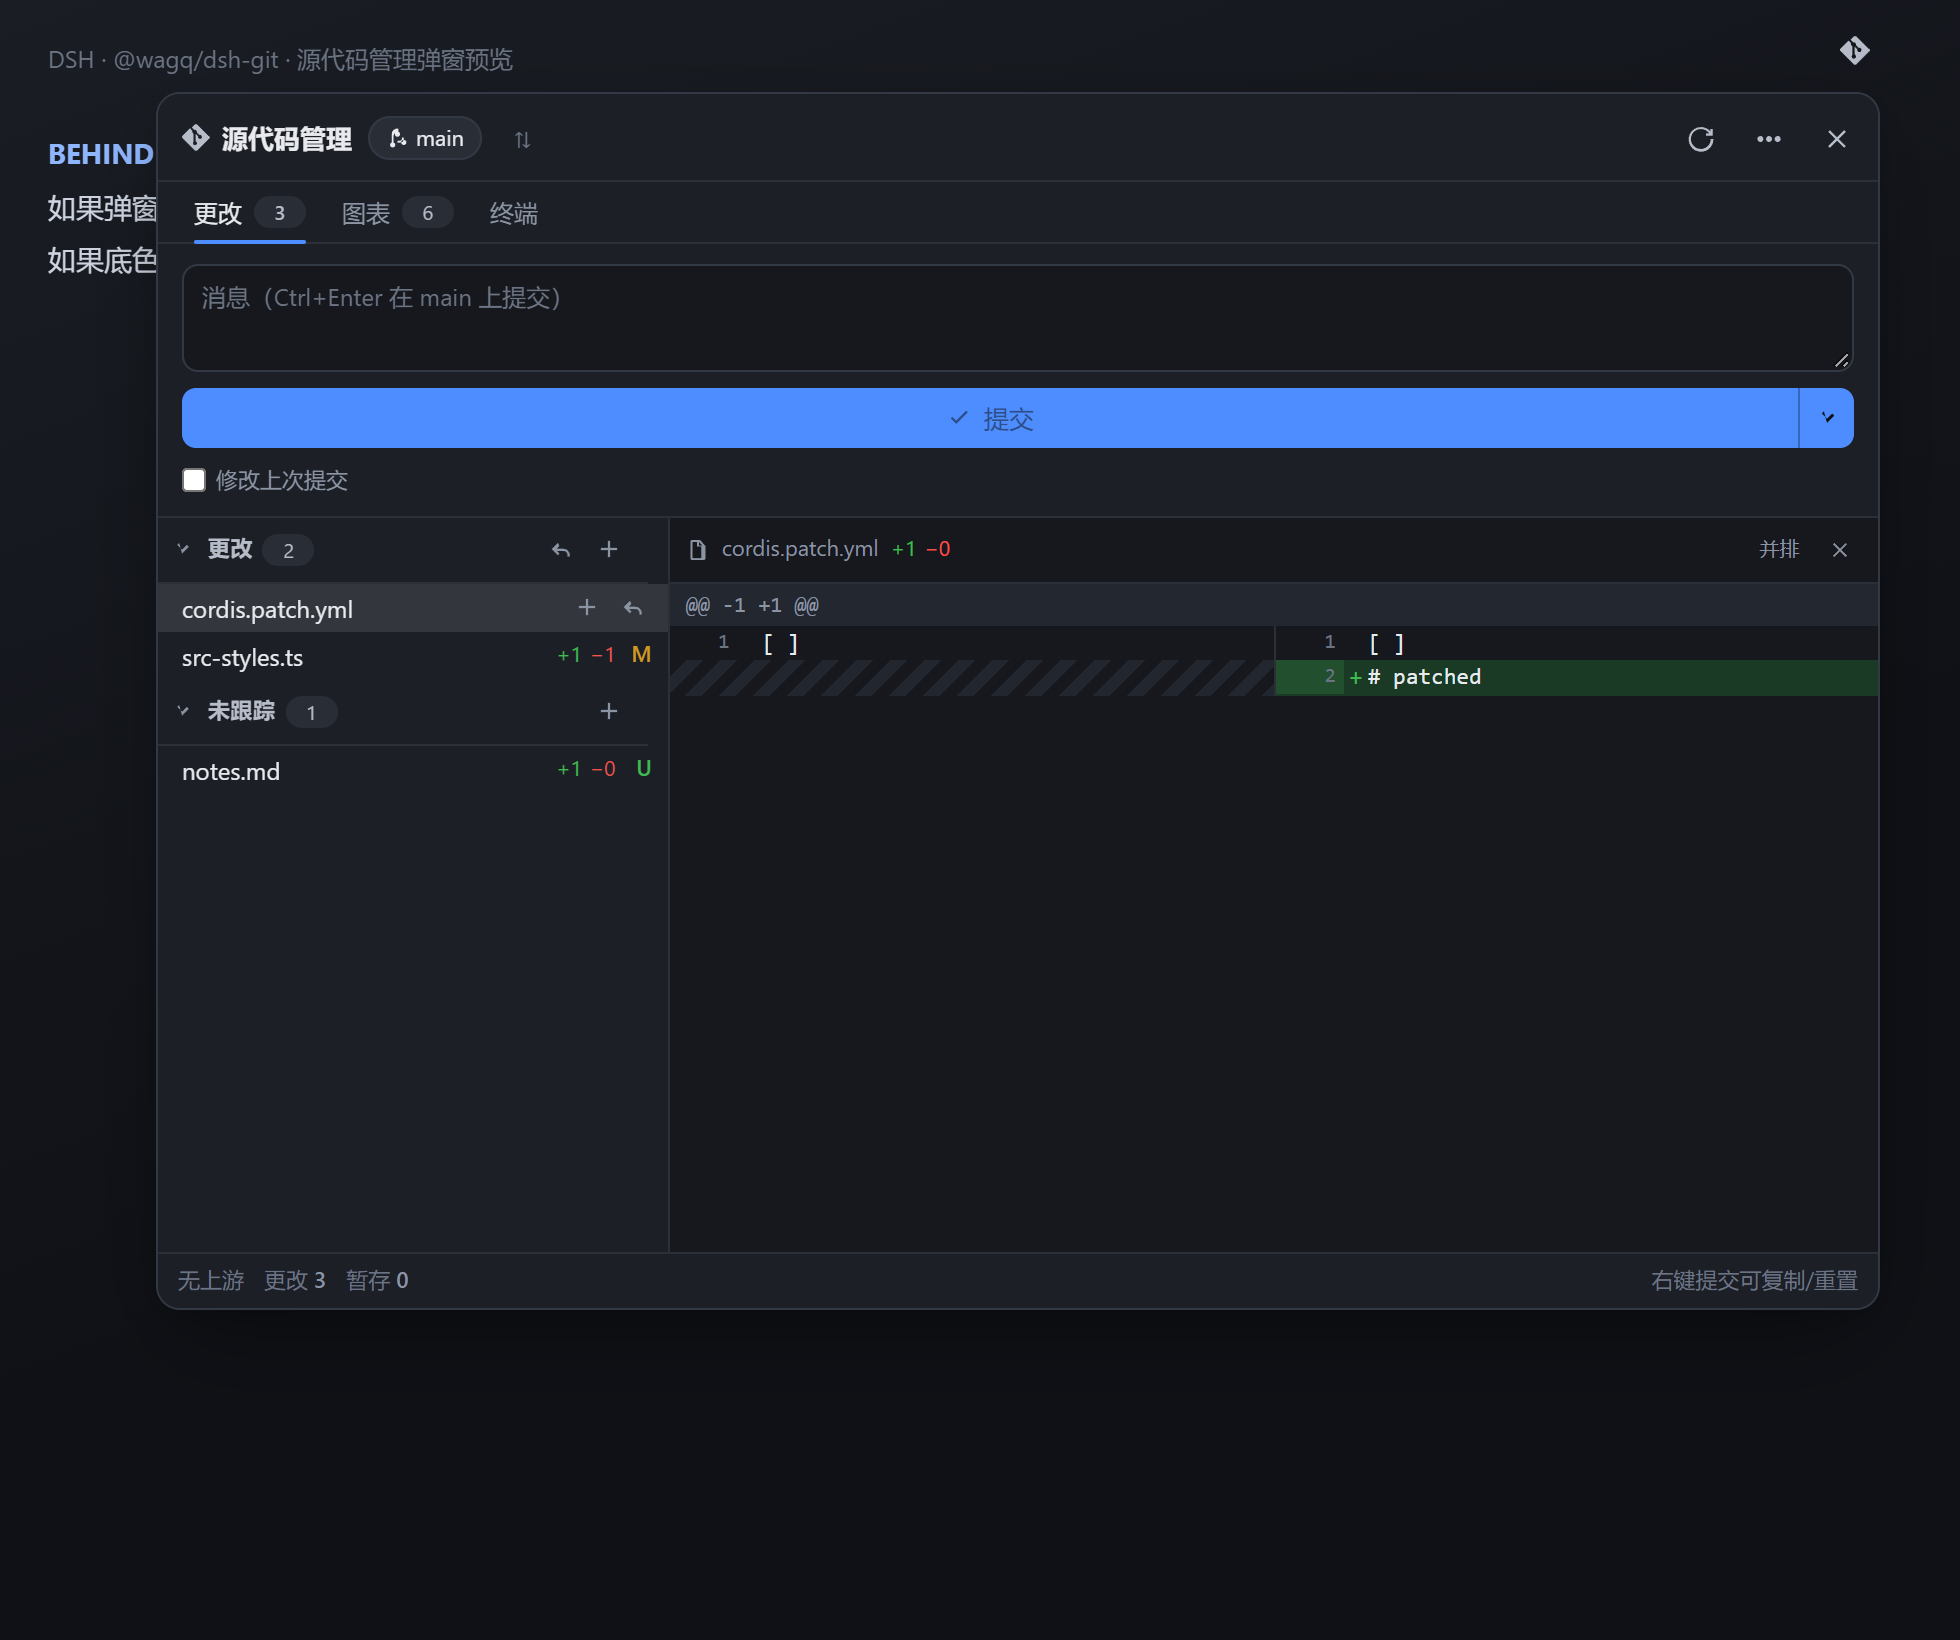 DSH · @wagq/dsh-git · 源代码管理弹窗预览
BEHIND
如果弹窗
如果底色
源代码管理 main
更改 3 图表 6 终端
消息（Ctrl+Enter 在 main 上提交）
提交
修改上次提交
更改 2
cordis.patch.yml
src-styles.ts +1 −1 M
未跟踪 1
notes.md +1 −0 U
cordis.patch.yml +1 −0 并排
@@ -1 +1 @@
1 [ ] 1 [ ]
2 +# patched
无上游 更改 3 暂存 0 右键提交可复制/重置